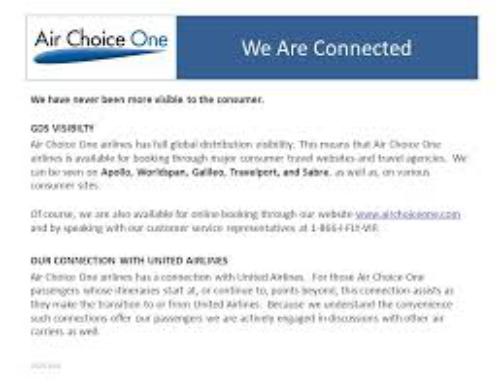 Air Choice One
We Are Connected
We have never been more visible to the consumer.
GDS VISIBILTY
Air Choice One airlines has full global distribution visibility. This means that Air Choice One
airlines is available for booking through major consumer travel websites and travel agencies. We
can be seen on Apollo, Worldspan, Galileo, Travelport, and Sabre, as well as, on various
consumer sites.
Of course, we are also available for online booking through our website www.airchoiceone.com
and by speaking with our customer service representatives at 1-866-I-FLY-VIP.
OUR CONNECTION WITH UNITED AIRLINES
Air Choice One airlines has a connection with United Airlines. For those Air Choice One
passengers whose itineraries start at, or continue to, points beyond, this connection assists as
they make the transition to or from United Airlines. Because we understand the convenience
such connections offer our passengers we are actively engaged in discussions with other air
carriers as well.